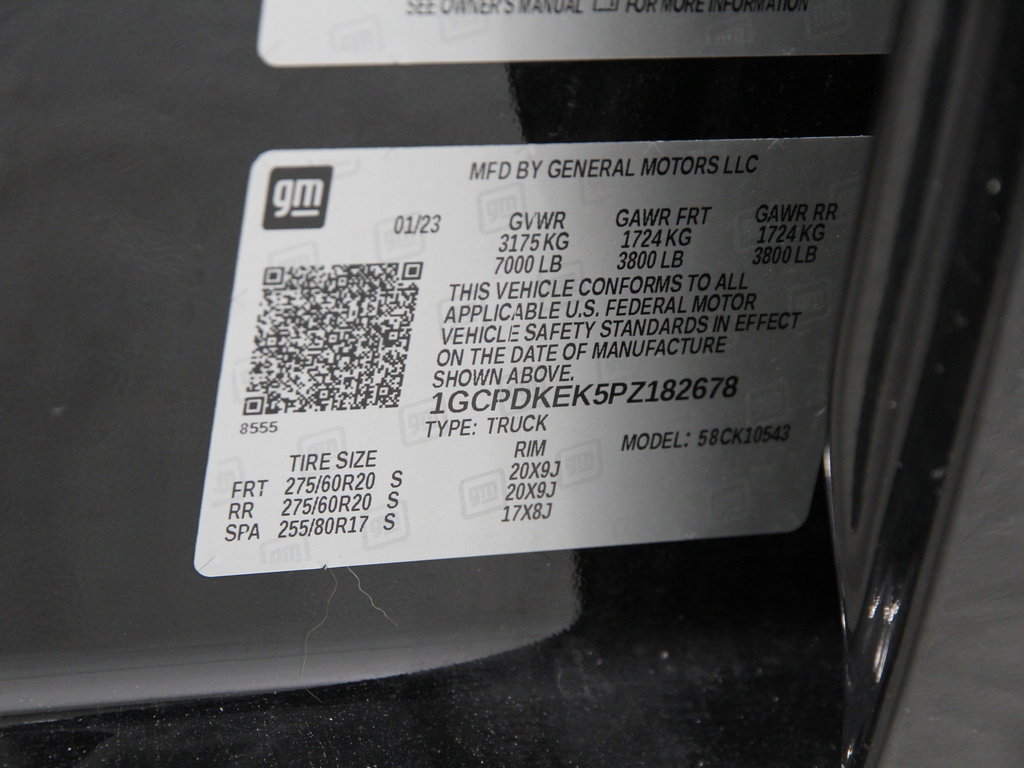 SEE OWNER'S MANUAL FOR MORE INFORMATION
gm
MFD BY GENERAL MOTORS LLC
01/23 GVWR GAWR FRT GAWR RR
3175 KG 1724 KG 1724 KG
7000 LB 3800 LB 3800 LB
THIS VEHICLE CONFORMS TO ALL
APPLICABLE U.S. FEDERAL MOTOR
VEHICLE SAFETY STANDARDS IN EFFECT
ON THE DATE OF MANUFACTURE
SHOWN ABOVE.
1GCPDKEK5PZ182678
8555
TYPE: TRUCK MODEL: 58CK10543
TIRE SIZE RIM
FRT 275/60R20 S 20X9J
RR 275/60R20 S 20X9J
SPA 255/80R17 S 17X8J